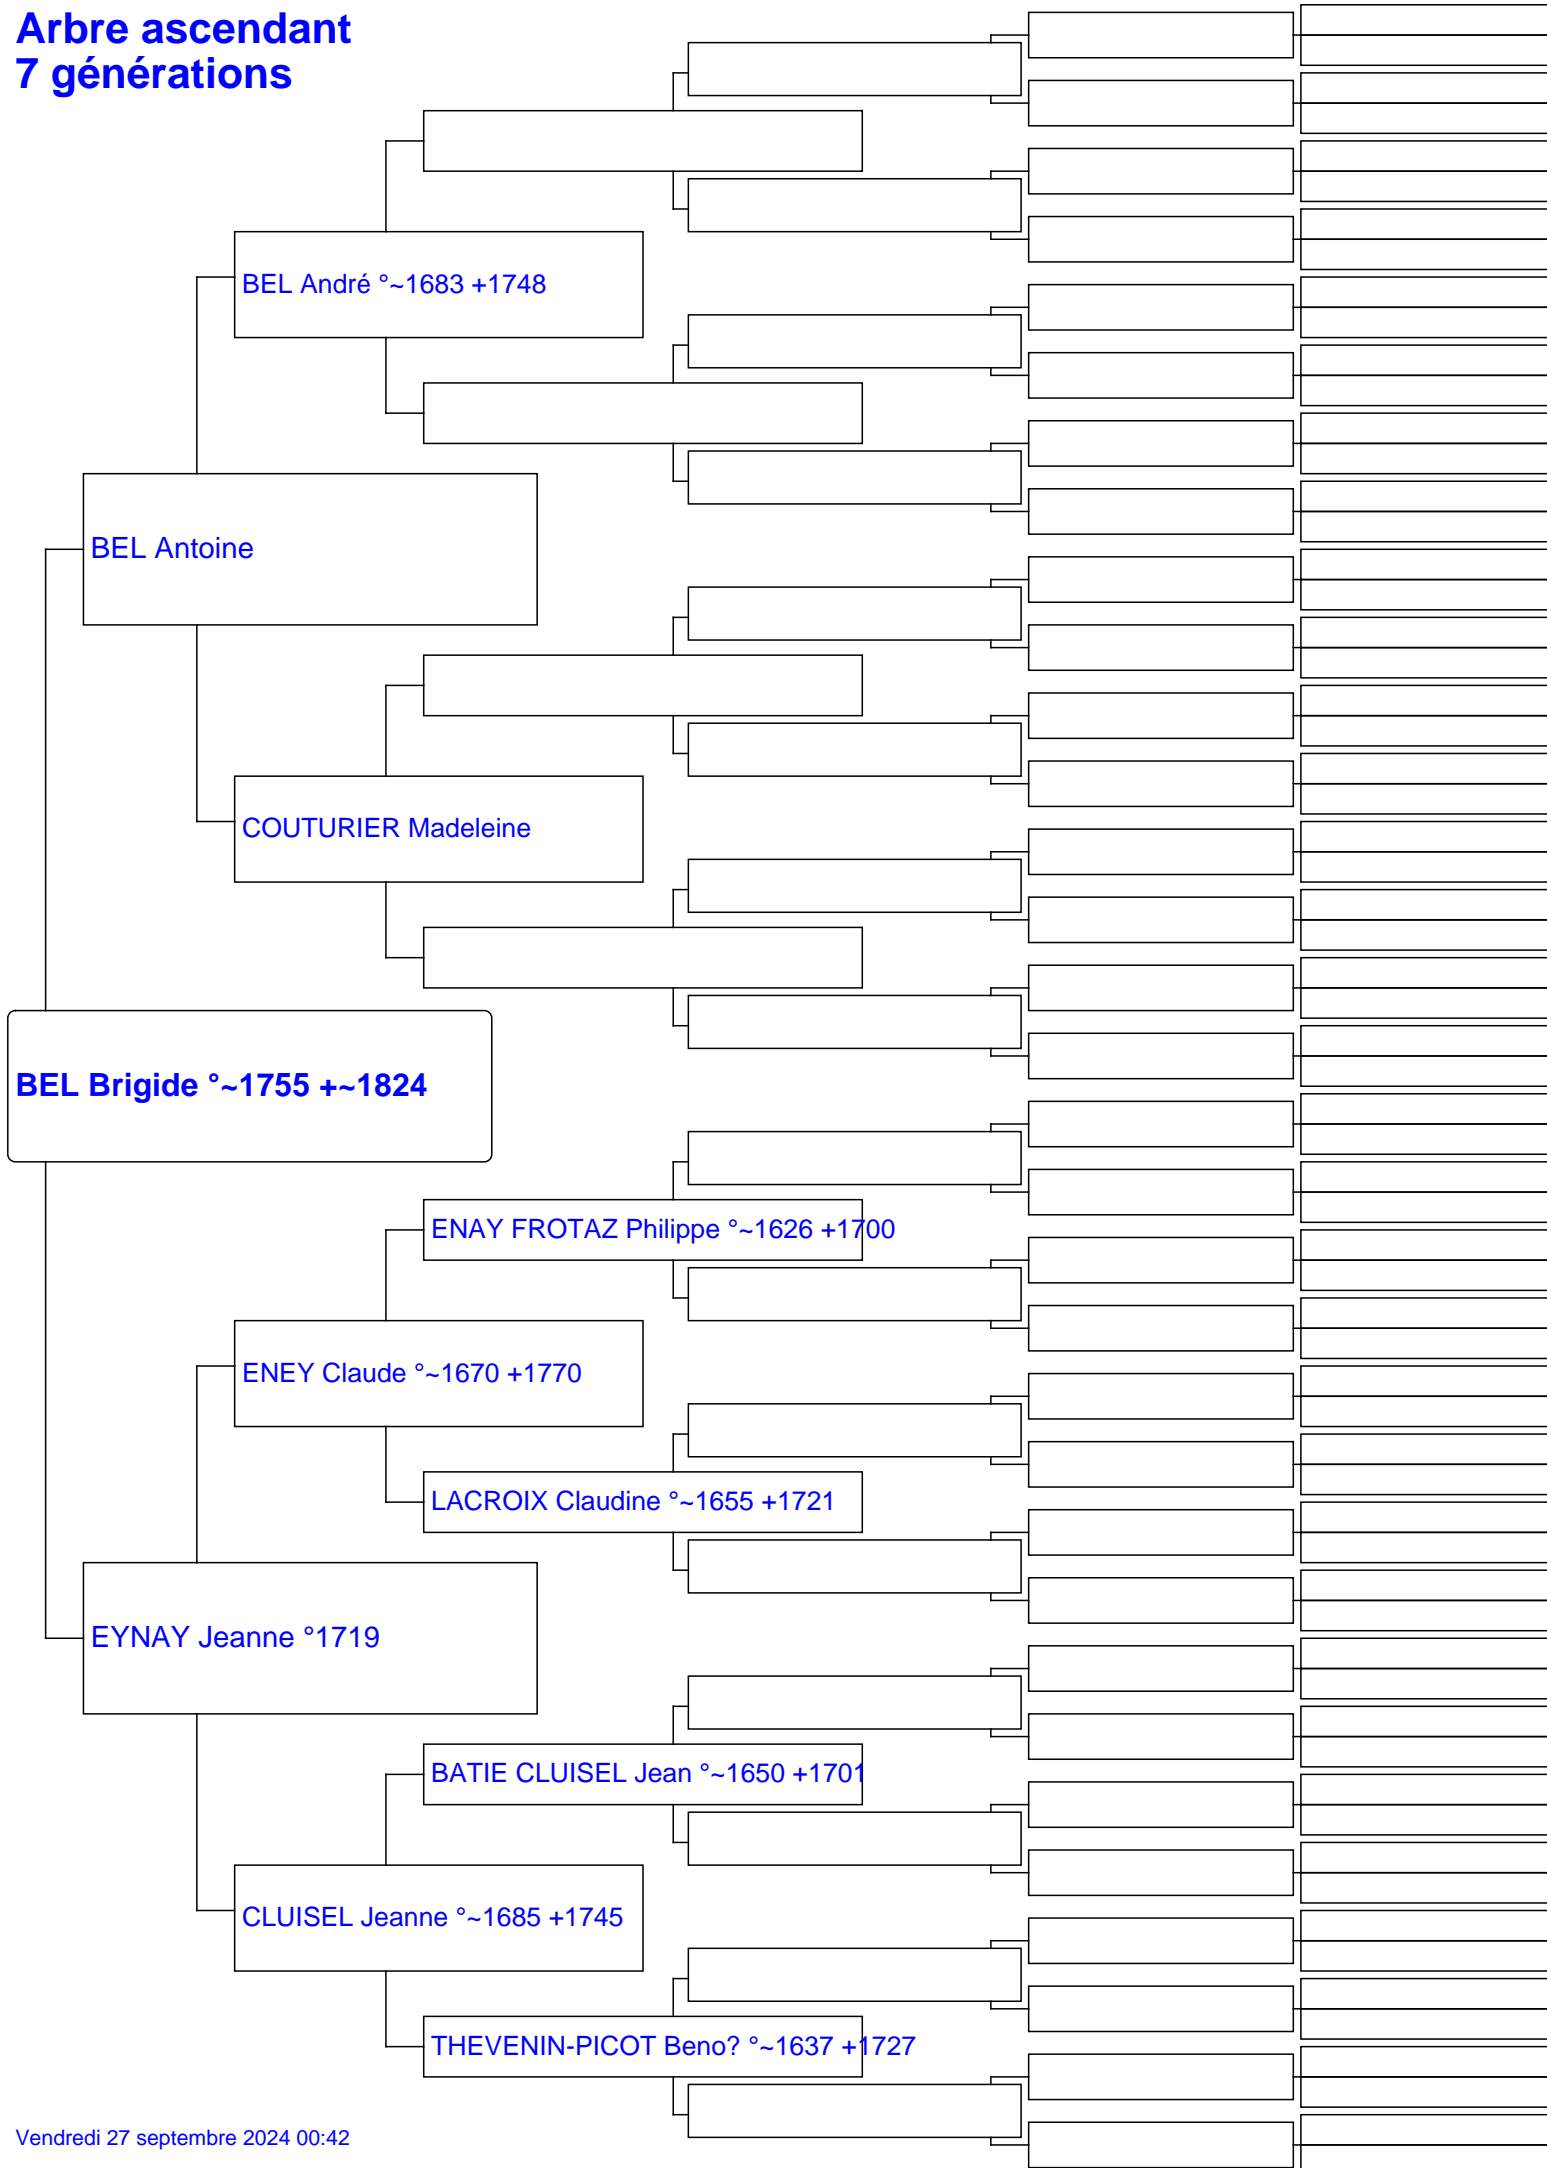 Arbre ascendant
7 générations
BEL André °~1683 +1748
BEL Antoine
COUTURIER Madeleine
BEL Brigide °~1755 +~1824
ENAY FROTAZ Philippe °~1626 +1700
ENEY Claude °~1670 +1770
LACROIX Claudine °~1655 +1721
EYNAY Jeanne °1719
BATIE CLUISEL Jean °~1650 +1701
CLUISEL Jeanne °~1685 +1745
THEVENIN-PICOT Beno? °~1637 +1727
Vendredi 27 septembre 2024 00:42